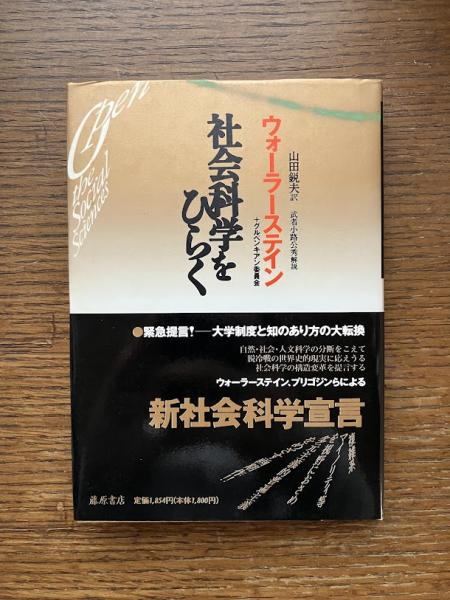 Open
the Social
Sciences
社会科学を
ひらく
ウォーラーステイン
+グルベンキアン委員会
山田鋭夫訳 武者小路公秀解説
●緊急提言!──大学制度と知のあり方の大転換
自然・社会・人文科学の分断をこえて
脱冷戦の世界史的現実に応えうる
社会科学の構造変革を提言する
ウォーラーステイン、プリゴジンらによる
新社会科学宣言
藤原書店 定価1,854円(本体1,800円)